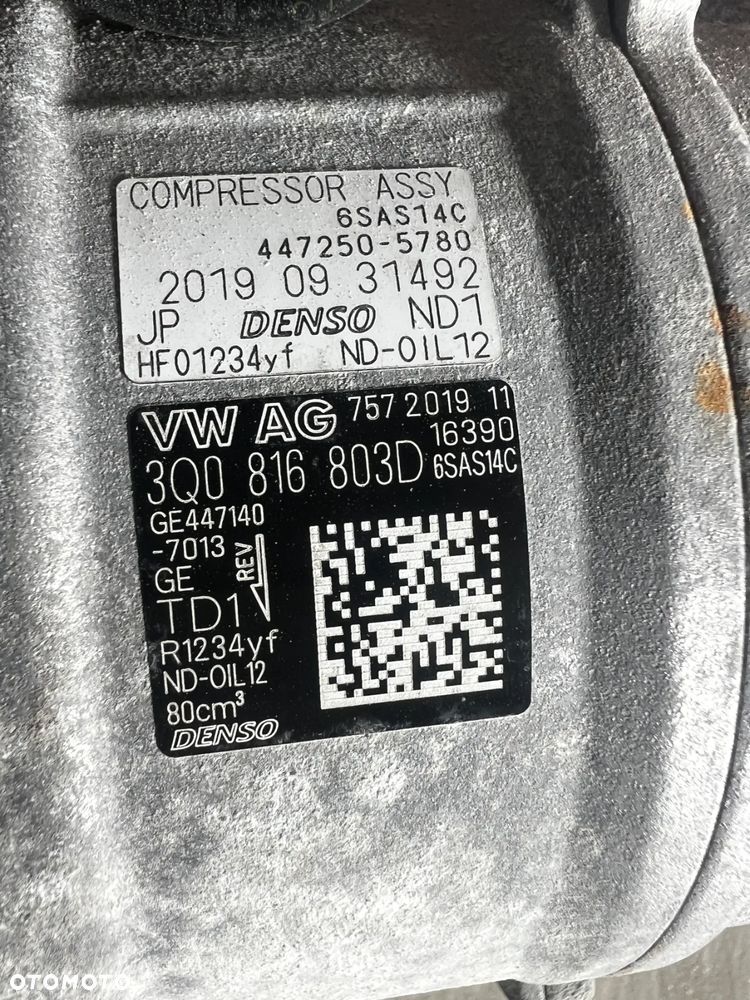 COMPRESSOR ASSY
6SAS14C
447250-5780
2019 09 31492
JP DENSO ND1
HF01234yf ND-OIL12
VW AG 757 2019 11
16390
3Q0 816 803D 6SAS14C
GE447140
-7013
GE REV
TD1
R1234yf
ND-OIL12
80cm³
DENSO
OTOMOTO